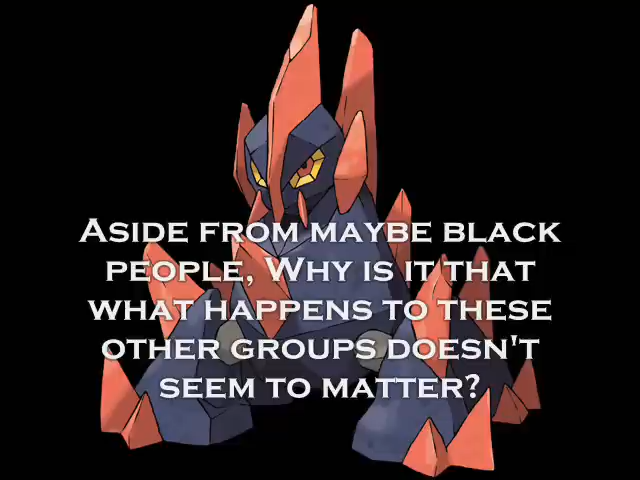 Aside from maybe black
people, Why is it that
what happens to these
other groups doesn't
seem to matter?